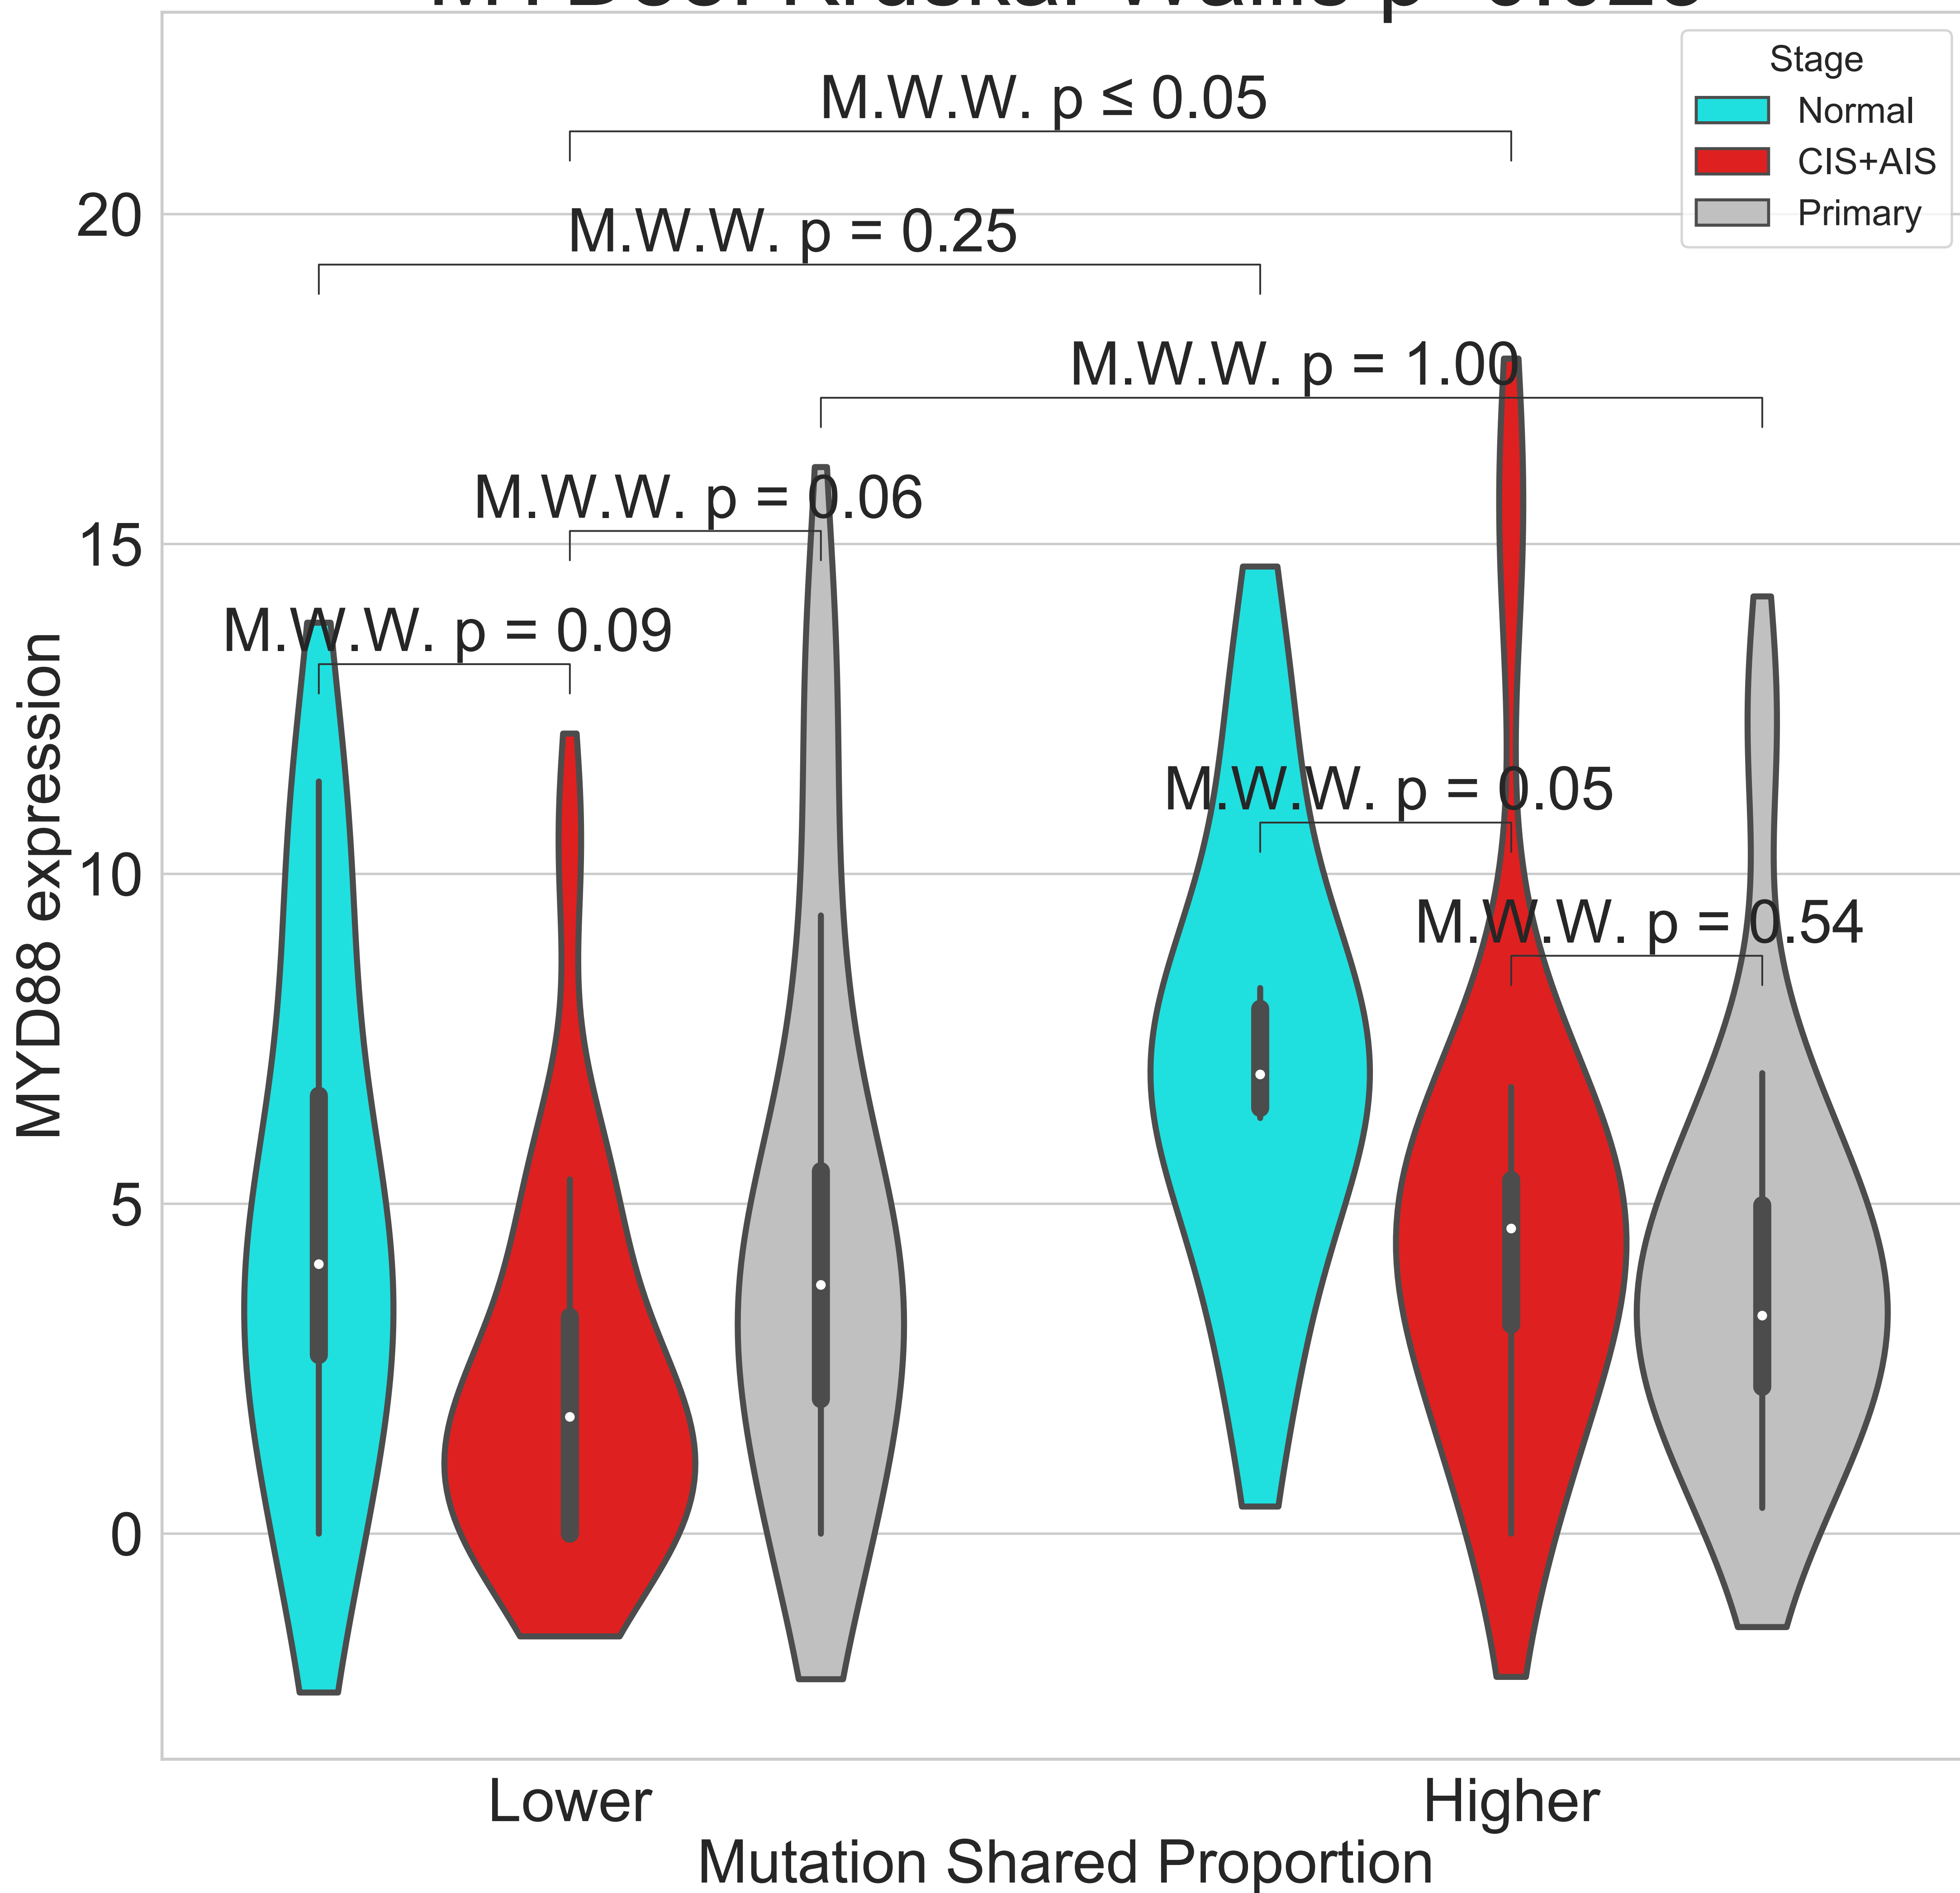 Stage
Normal
CIS+AIS
Primary
M.W.W. p ≤ 0.05
M.W.W. p = 0.25
M.W.W. p = 1.00
M.W.W. p = 0.06
M.W.W. p = 0.09
M.W.W. p = 0.05
M.W.W. p = 0.54
20
15
10
5
0
MYD88 expression
Lower
Higher
Mutation Shared Proportion